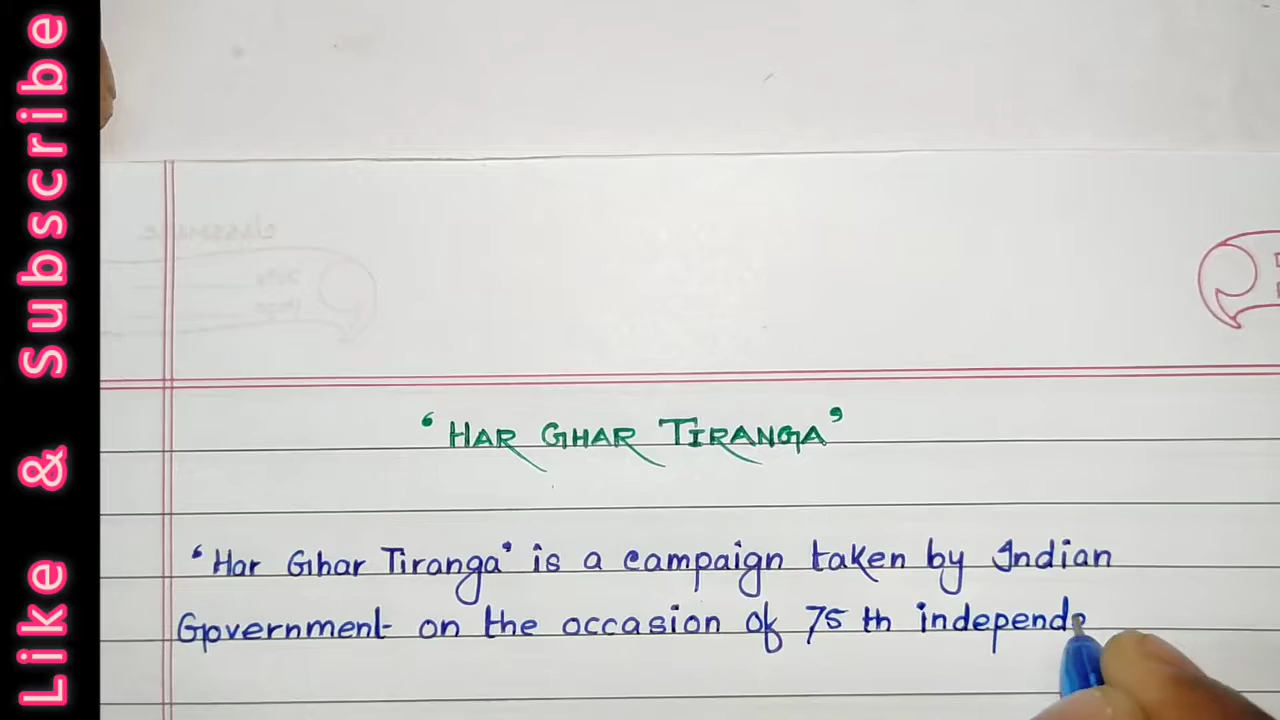 Like & Subscribe
‘HAR GHAR TIRANGA’
‘Har Ghar Tiranga’ is a campaign taken by Indian
Government on the occasion of 75 th independe